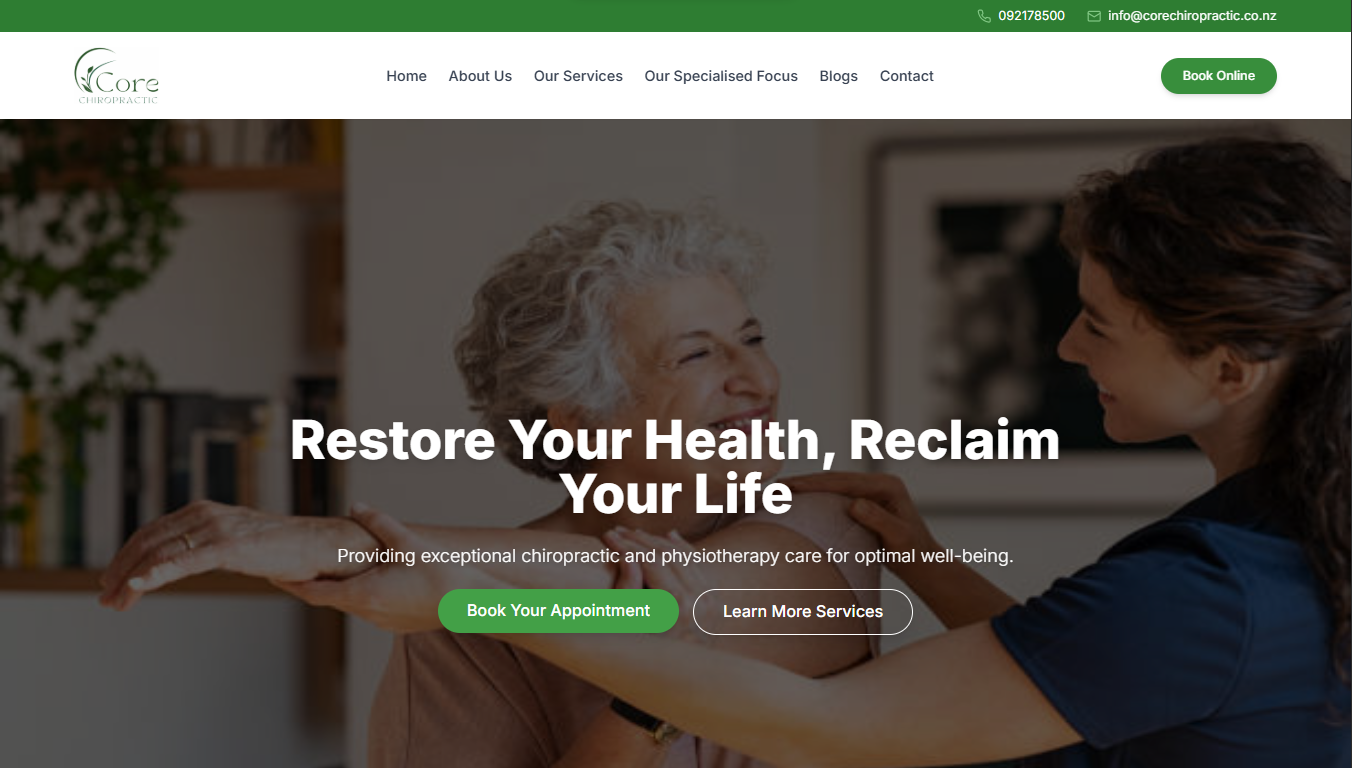 092178500 info@corechiropractic.co.nz
Core
CHIROPRACTIC
Home About Us Our Services Our Specialised Focus Blogs Contact
Book Online
Restore Your Health, Reclaim
Your Life
Providing exceptional chiropractic and physiotherapy care for optimal well-being.
Book Your Appointment Learn More Services